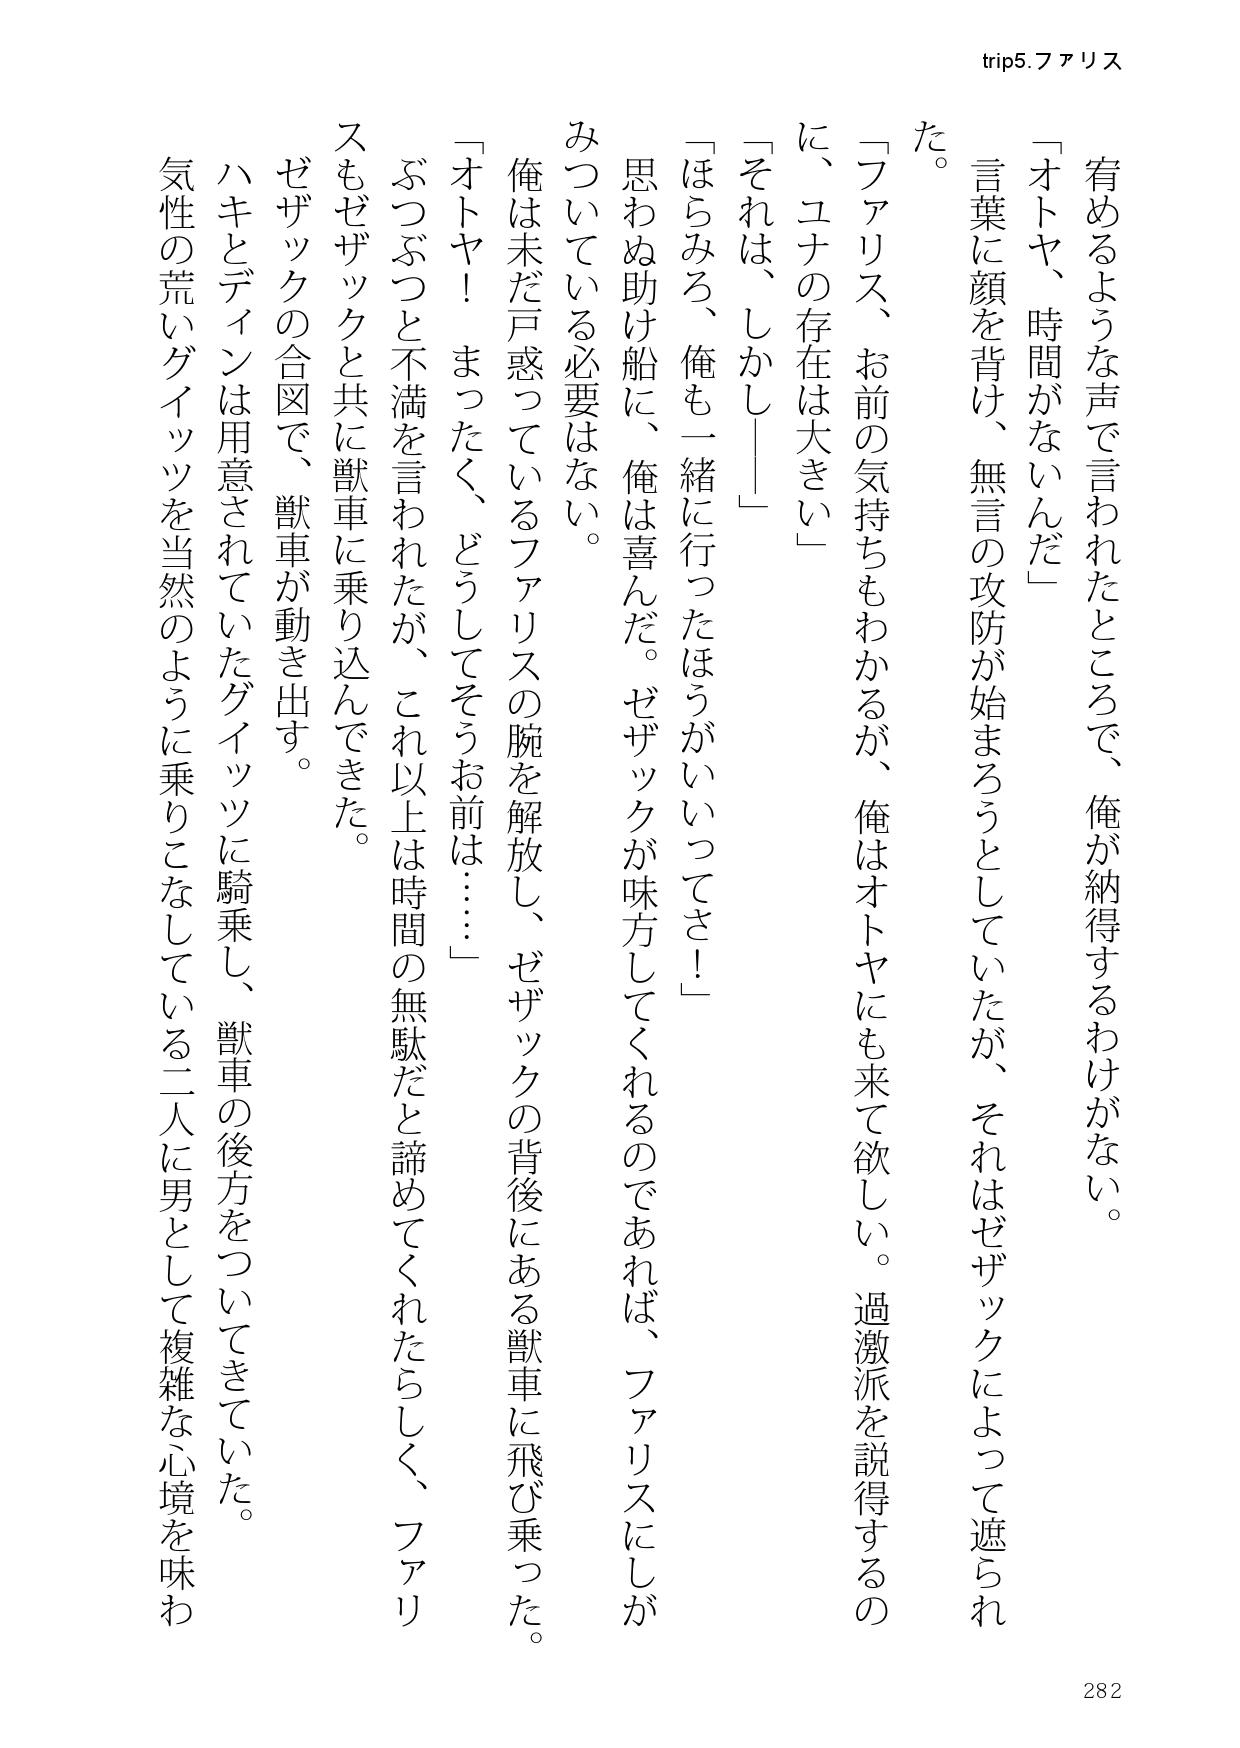 trip5.ファリス
　宥めるような声で言われたところで、俺が納得するわけがない。
「オトヤ、時間がないんだ」
　言葉に顔を背け、無言の攻防が始まろうとしていたが、それはゼザックによって遮られ
た。
「ファリス、お前の気持ちもわかるが、俺はオトヤにも来て欲しい。過激派を説得するの
に、ユナの存在は大きい」
「それは、しかし――」
「ほらみろ、俺も一緒に行ったほうがいいってさ！」
　思わぬ助け船に、俺は喜んだ。ゼザックが味方してくれるのであれば、ファリスにしが
みついている必要はない。
　俺は未だ戸惑っているファリスの腕を解放し、ゼザックの背後にある獣車に飛び乗った。
「オトヤ！　まったく、どうしてそうお前は……」
　ぶつぶつと不満を言われたが、これ以上は時間の無駄だと諦めてくれたらしく、ファリ
スもゼザックと共に獣車に乗り込んできた。
　ゼザックの合図で、獣車が動き出す。
　ハキとディンは用意されていたグイッツに騎乗し、獣車の後方をついてきていた。
　気性の荒いグイッツを当然のように乗りこなしている二人に男として複雑な心境を味わ
282